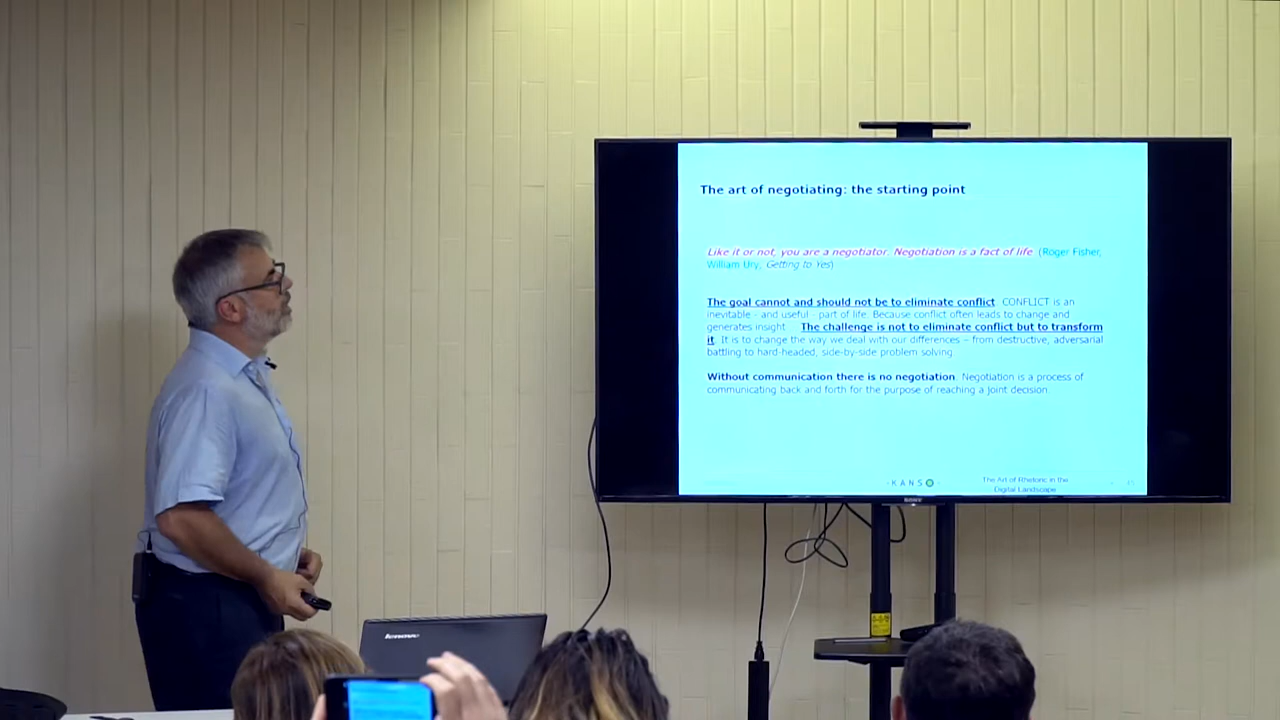 The art of negotiating: the starting point
Like it or not, you are a negotiator. Negotiation is a fact of life. (Roger Fisher,
William Ury, Getting to Yes)
The goal cannot and should not be to eliminate conflict. CONFLICT is an
inevitable - and useful - part of life. Because conflict often leads to change and
generates insight. The challenge is not to eliminate conflict but to transform
it. It is to change the way we deal with our differences – from destructive, adversarial
battling to hard-headed, side-by-side problem solving.
Without communication there is no negotiation. Negotiation is a process of
communicating back and forth for the purpose of reaching a joint decision.
KANSO
The Art of Rhetoric in the
Digital Landscape
SONY
lenovo